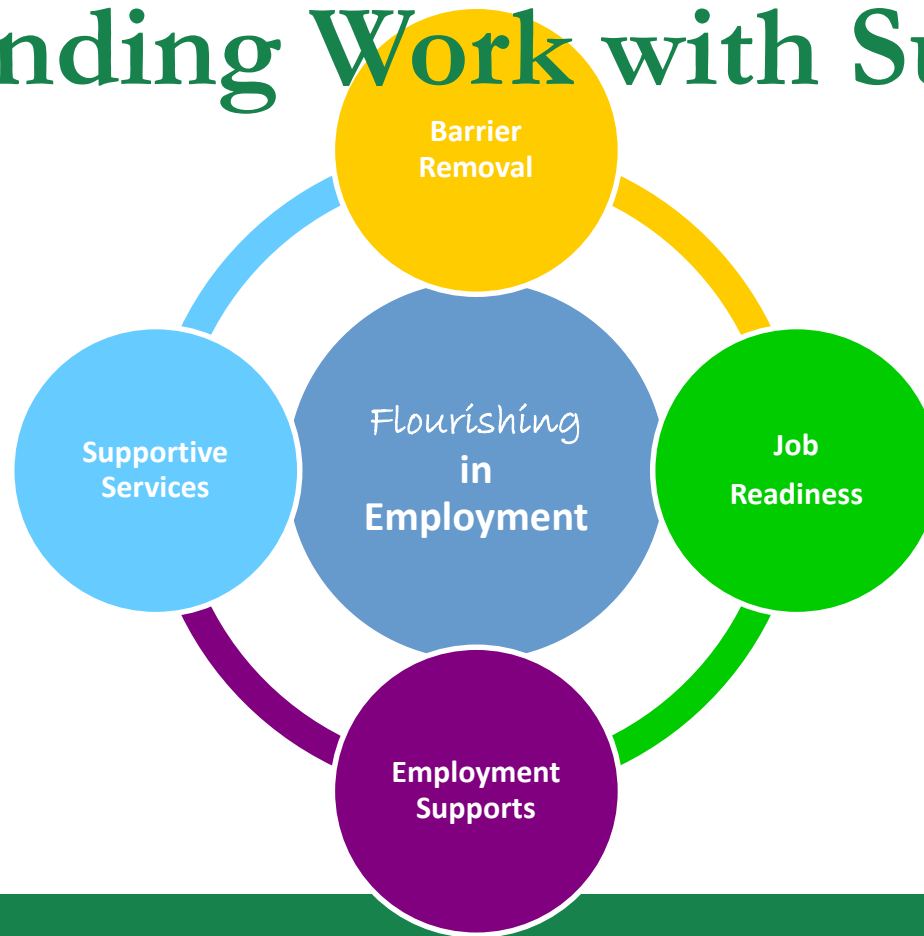 nding Work with Su
Barrier
Removal
Supportive
Services
Flourishing
in
Employment
Job
Readiness
Employment
Supports